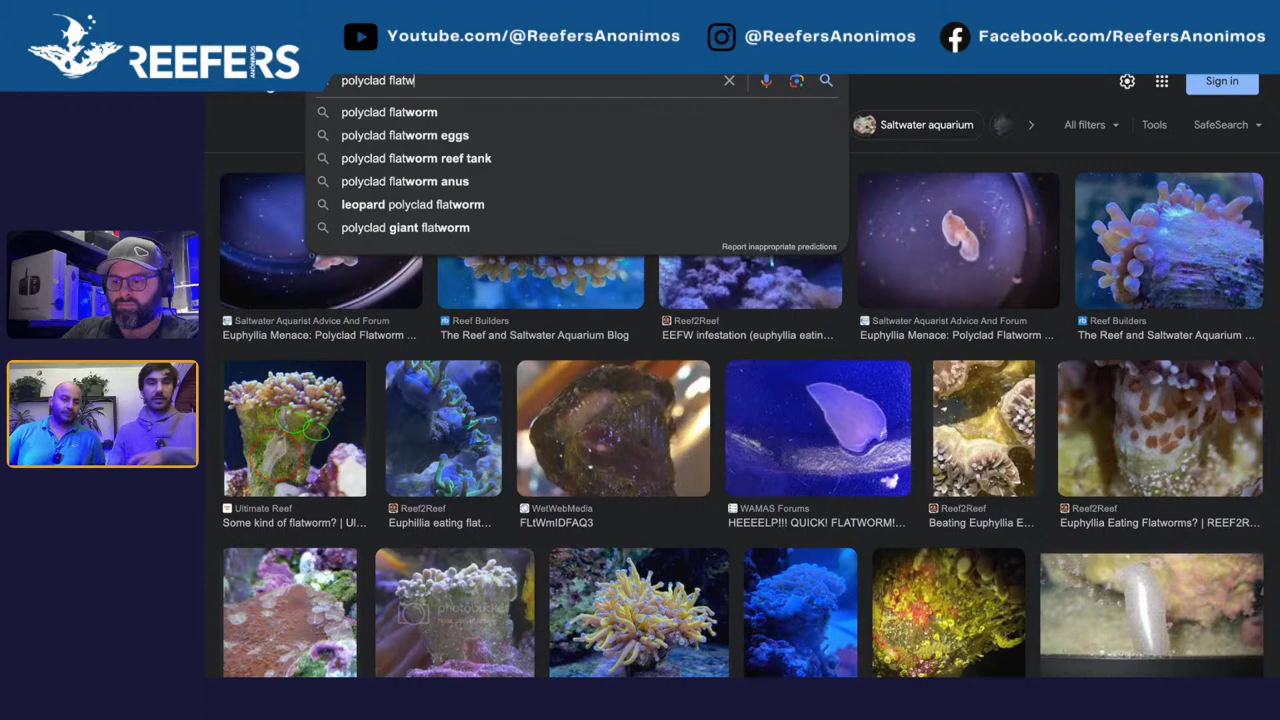 REEFERS
ANONIMOS
Youtube.com/@ReefersAnonimos
@ReefersAnonimos
Facebook.com/ReefersAnonimos
polyclad flatw
Sign in
polyclad flatworm
polyclad flatworm eggs
polyclad flatworm reef tank
polyclad flatworm anus
leopard polyclad flatworm
polyclad giant flatworm
Report inappropriate predictions
Saltwater aquarium
All filters
Tools
SafeSearch
Saltwater Aquarist Advice And Forum
Euphyllia Menace: Polyclad Flatworm ...
Reef Builders
The Reef and Saltwater Aquarium Blog
Reef2Reef
EEFW infestation (euphyllia eatin...
Saltwater Aquarist Advice And Forum
Euphyllia Menace: Polyclad Flatworm ...
Reef Builders
The Reef and Saltwater Aquarium ...
Ultimate Reef
Some kind of flatworm? | Ul...
Reef2Reef
Euphillia eating flat...
WetWebMedia
FLtWmIDFAQ3
WAMAS Forums
HEEEELP!!! QUICK! FLATWORM!...
Reef2Reef
Beating Euphyllia E...
Reef2Reef
Euphyllia Eating Flatworms? | REEF2R...
photobucket